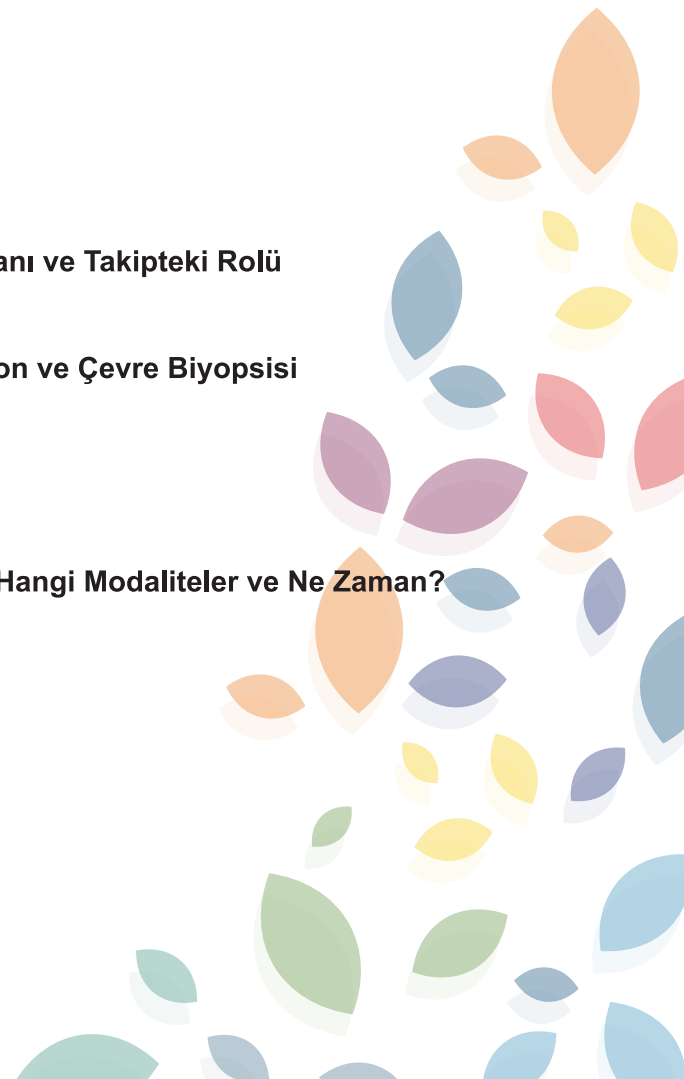 anı ve Takipteki Rolü
on ve Çevre Biyopsisi
Hangi Modaliteler ve Ne Zaman?